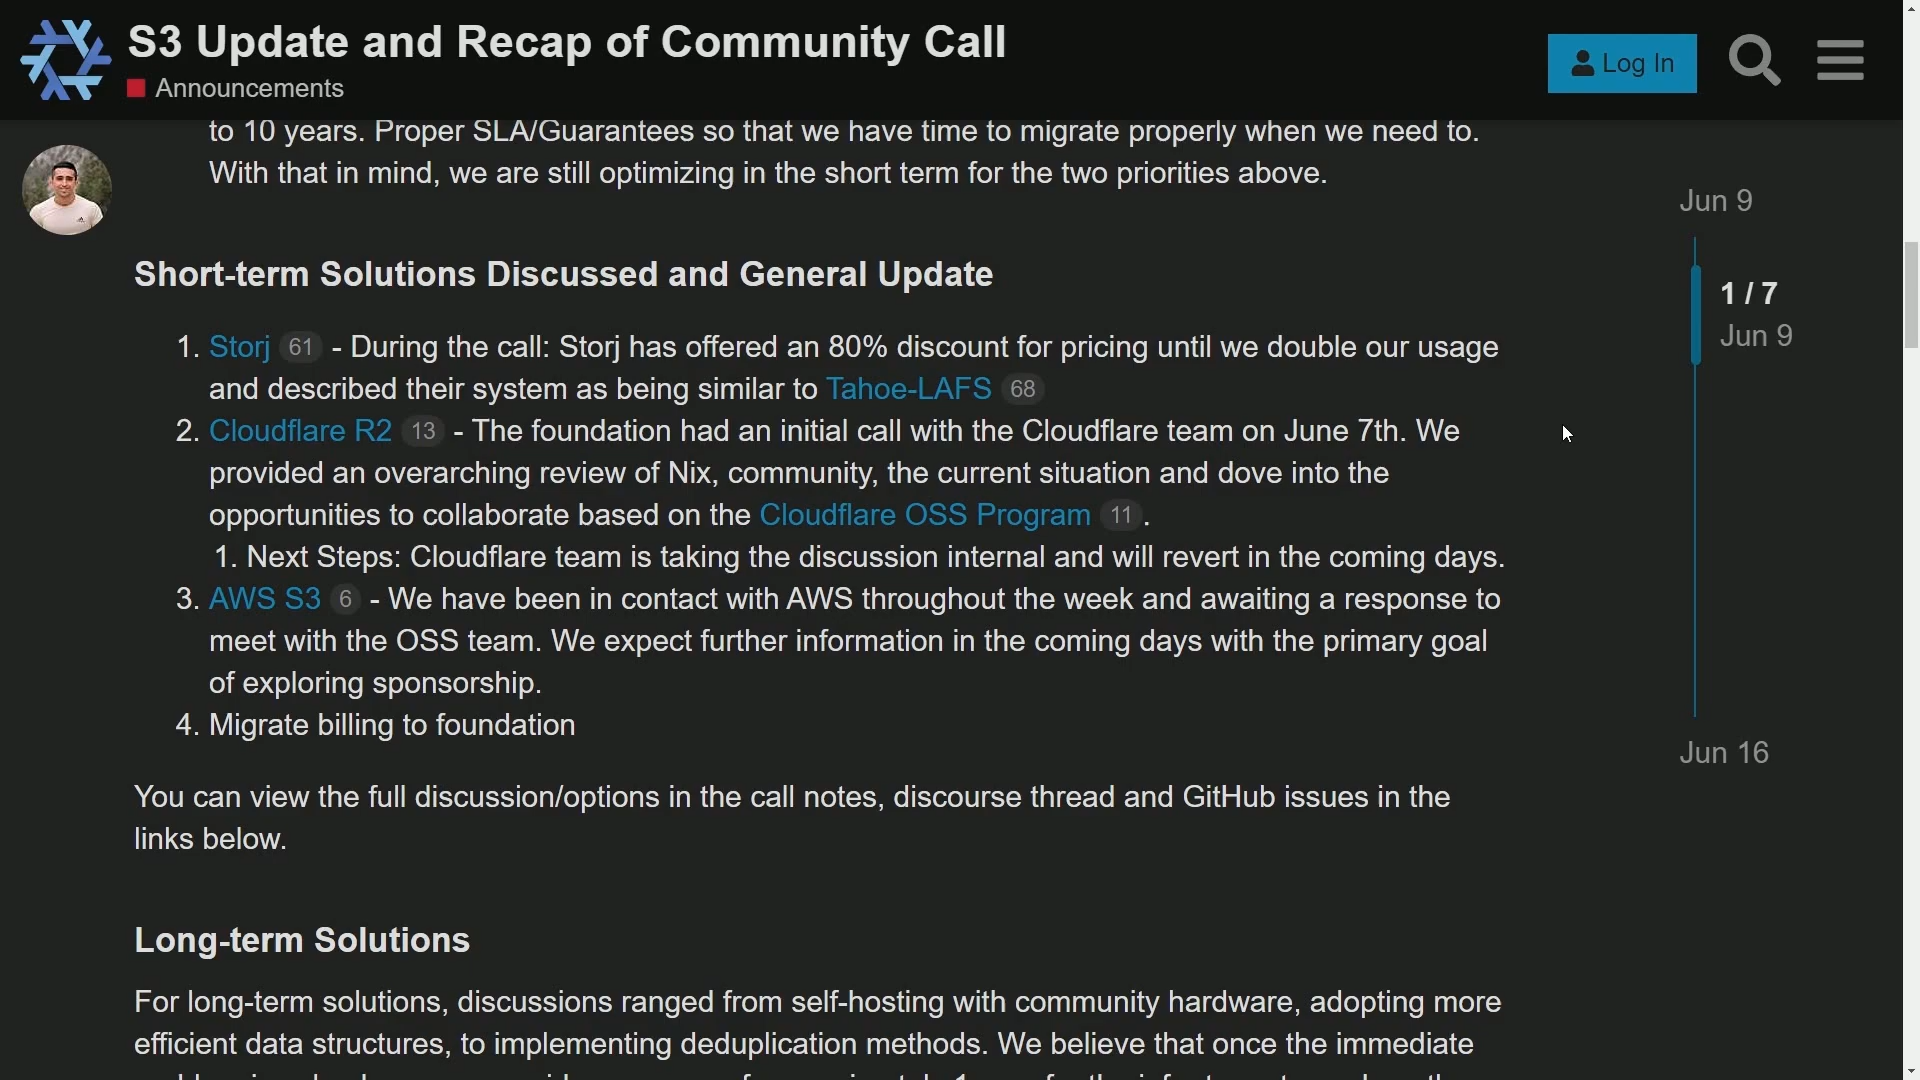 S3 Update and Recap of Community Call
Announcements
Log In
to 10 years. Proper SLA/Guarantees so that we have time to migrate properly when we need to.
With that in mind, we are still optimizing in the short term for the two priorities above.
Jun 9
Short-term Solutions Discussed and General Update
1 / 7
Jun 9
1. Storj 61 - During the call: Storj has offered an 80% discount for pricing until we double our usage
and described their system as being similar to Tahoe-LAFS 68
2. Cloudflare R2 13 - The foundation had an initial call with the Cloudflare team on June 7th. We
provided an overarching review of Nix, community, the current situation and dove into the
opportunities to collaborate based on the Cloudflare OSS Program 11 .
1. Next Steps: Cloudflare team is taking the discussion internal and will revert in the coming days.
3. AWS S3 6 - We have been in contact with AWS throughout the week and awaiting a response to
meet with the OSS team. We expect further information in the coming days with the primary goal
of exploring sponsorship.
4. Migrate billing to foundation
Jun 16
You can view the full discussion/options in the call notes, discourse thread and GitHub issues in the
links below.
Long-term Solutions
For long-term solutions, discussions ranged from self-hosting with community hardware, adopting more
efficient data structures, to implementing deduplication methods. We believe that once the immediate